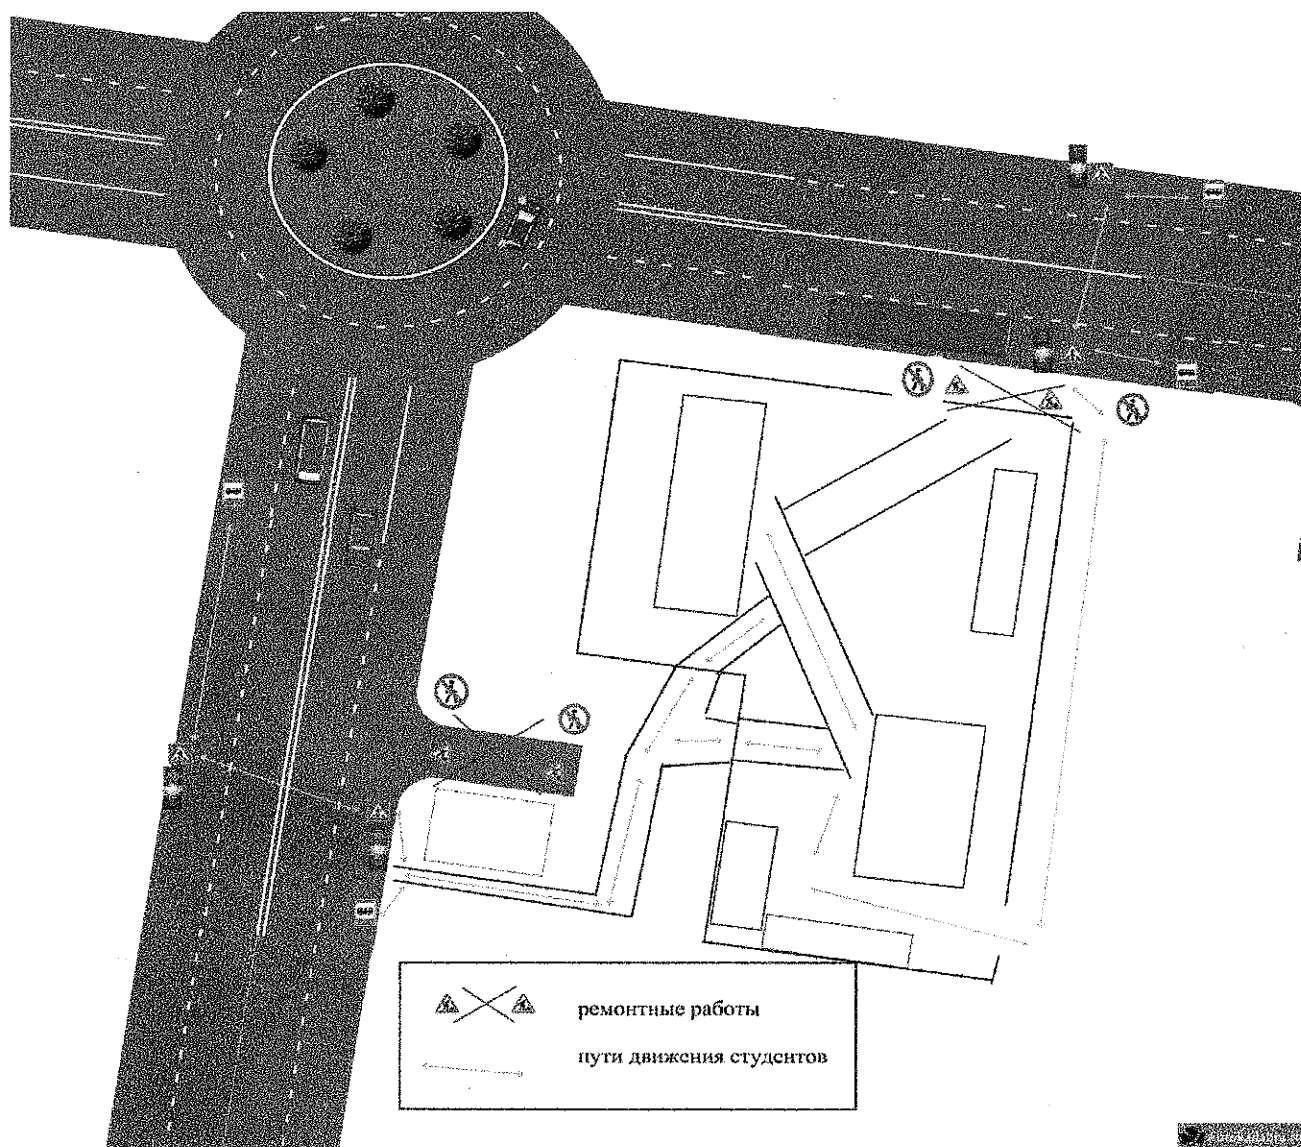 ремонтные работы
пути движения студентов